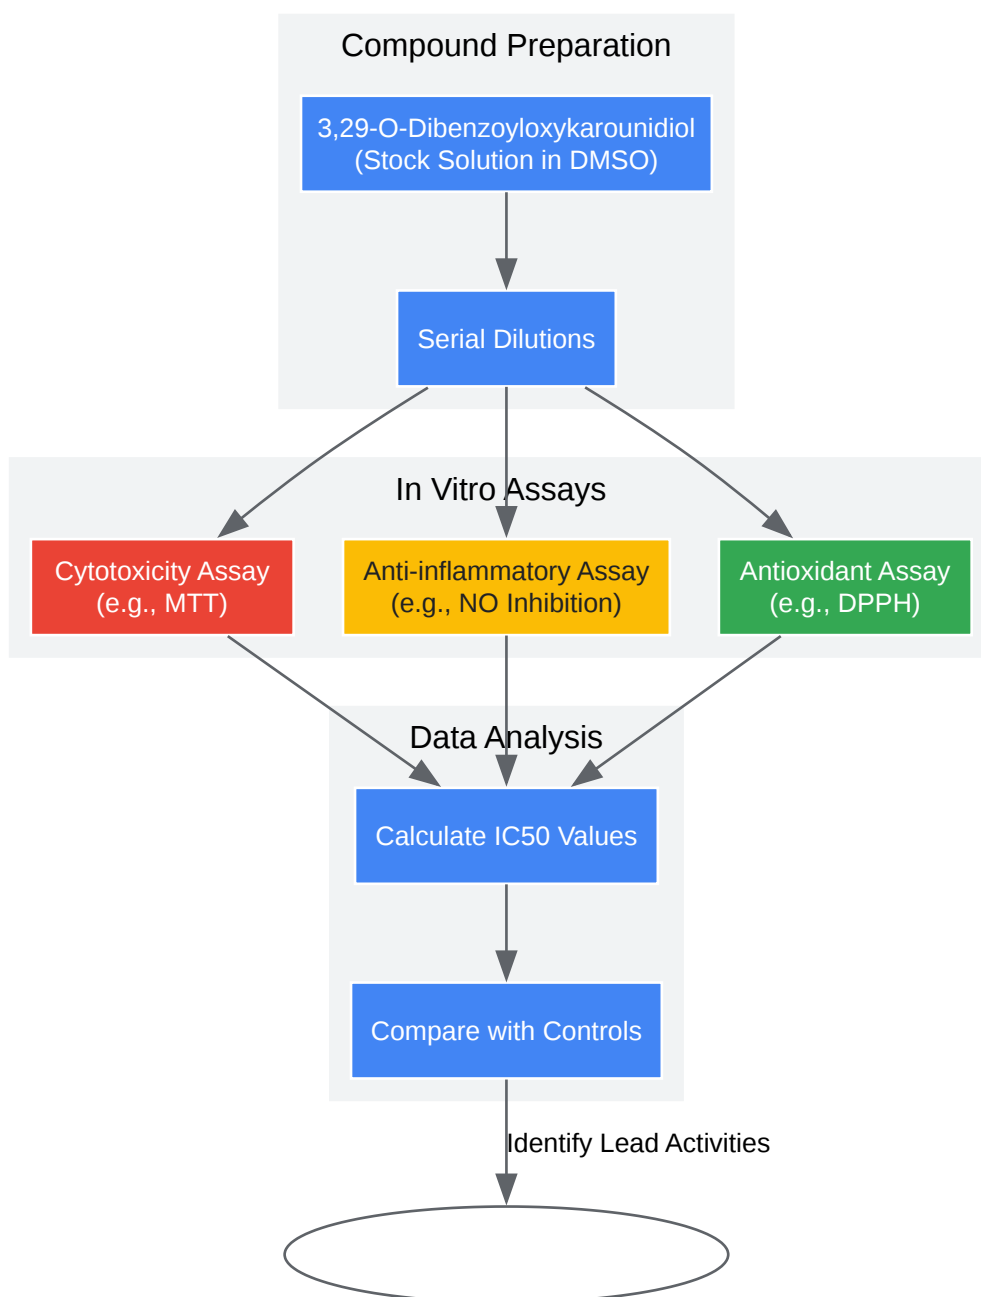 Compound Preparation
3,29-O-Dibenzoyloxykarounidiol
(Stock Solution in DMSO)
Serial Dilutions
In Vitro Assays
Cytotoxicity Assay
(e.g., MTT)
Anti-inflammatory Assay
(e.g., NO Inhibition)
Antioxidant Assay
(e.g., DPPH)
Data Analysis
Calculate IC50 Values
Compare with Controls
Identify Lead Activities